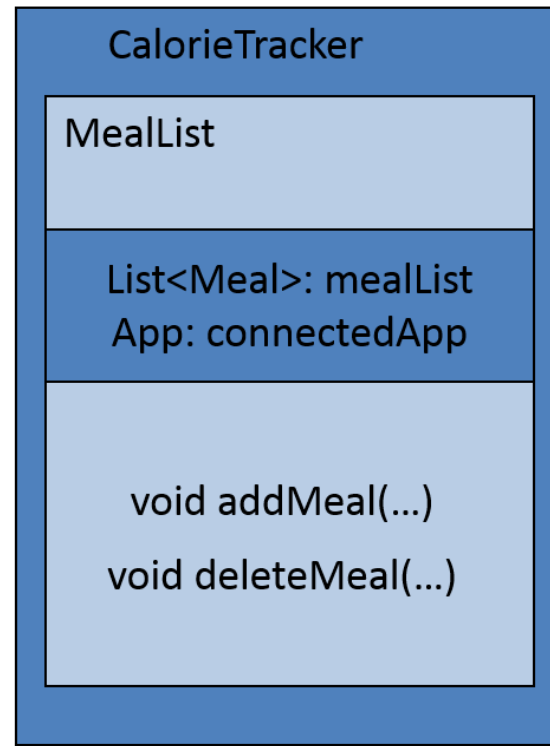 CalorieTracker
MealList
List<Meal>: mealList
App: connectedApp
void addMeal(…)
void deleteMeal(…)